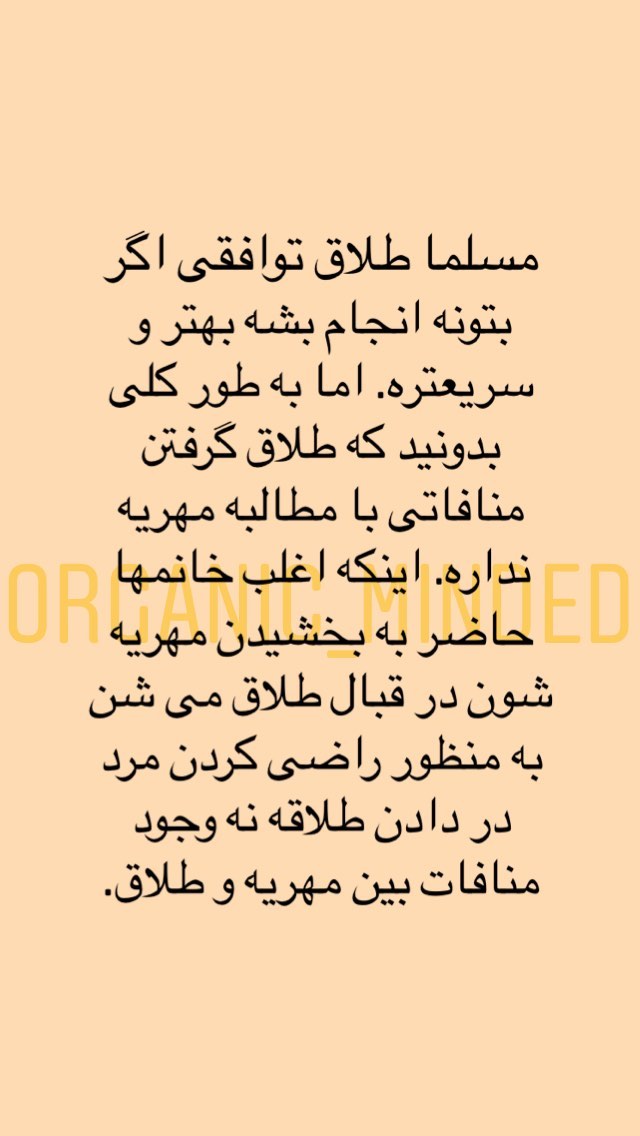 مسلما طلاق توافقی اگر
بتونه انجام بشه بهتر و
سریعتره. اما به طور کلی
بدونید که طلاق گرفتن
منافاتی با مطالبه مهریه
نداره. اینکه اغلب خانمها
ORGANIC_MINDED
حاضر به بخشیدن مهریه
شون در قبال طلاق می شن
به منظور راضی کردن مرد
در دادن طلاقه نه وجود
منافات بین مهریه و طلاق.